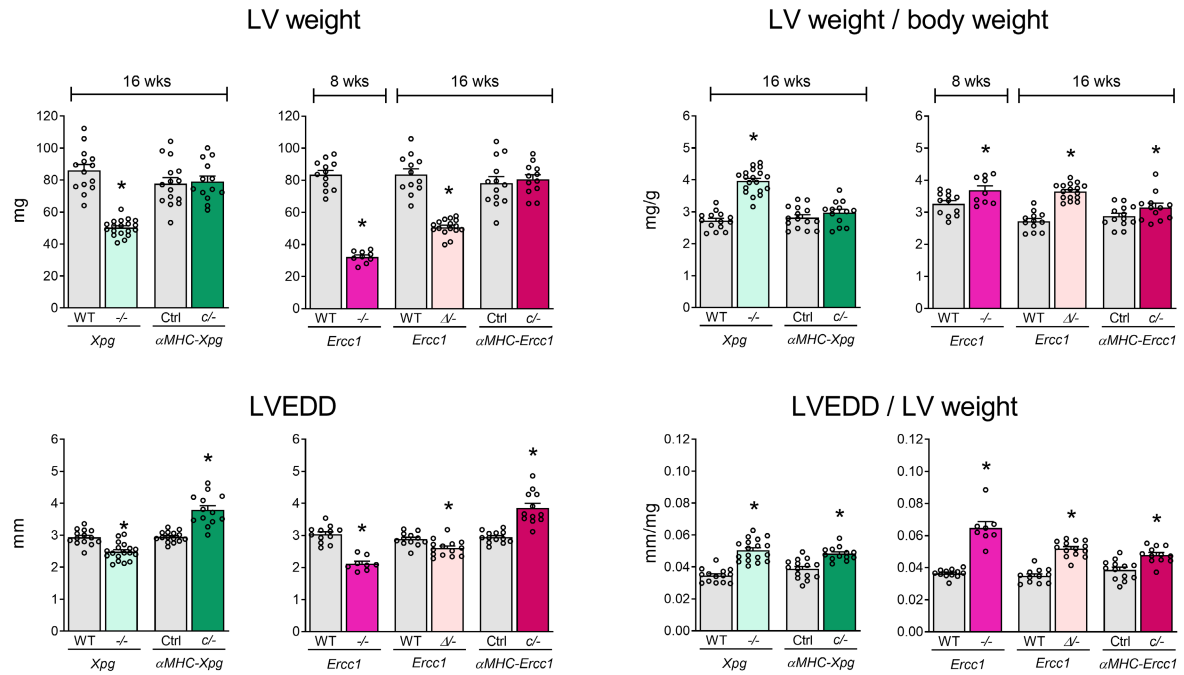 LV weight
LV weight / body weight
16 wks
8 wks
16 wks
16 wks
8 wks
16 wks
mg
120
100
80
60
40
20
0
*
WT -/- Ctrl c/-
Xpg αMHC-Xpg
120
100
80
60
40
20
0
*
*
WT -/- WT Δ/- Ctrl c/-
Ercc1 Ercc1 αMHC-Ercc1
mg/g
6
5
4
3
2
1
0
*
WT -/- Ctrl c/-
Xpg αMHC-Xpg
6
5
4
3
2
1
0
* * *
WT -/- WT Δ/- Ctrl c/-
Ercc1 Ercc1 αMHC-Ercc1
LVEDD
LVEDD / LV weight
mm
6
5
4
3
2
1
0
*
*
WT -/- Ctrl c/-
Xpg αMHC-Xpg
6
5
4
3
2
1
0
*
*
*
WT -/- WT Δ/- Ctrl c/-
Ercc1 Ercc1 αMHC-Ercc1
mm/mg
0.12
0.10
0.08
0.06
0.04
0.02
0.00
* *
WT -/- Ctrl c/-
Xpg αMHC-Xpg
0.12
0.10
0.08
0.06
0.04
0.02
0.00
*
* *
WT -/- WT Δ/- Ctrl c/-
Ercc1 Ercc1 αMHC-Ercc1